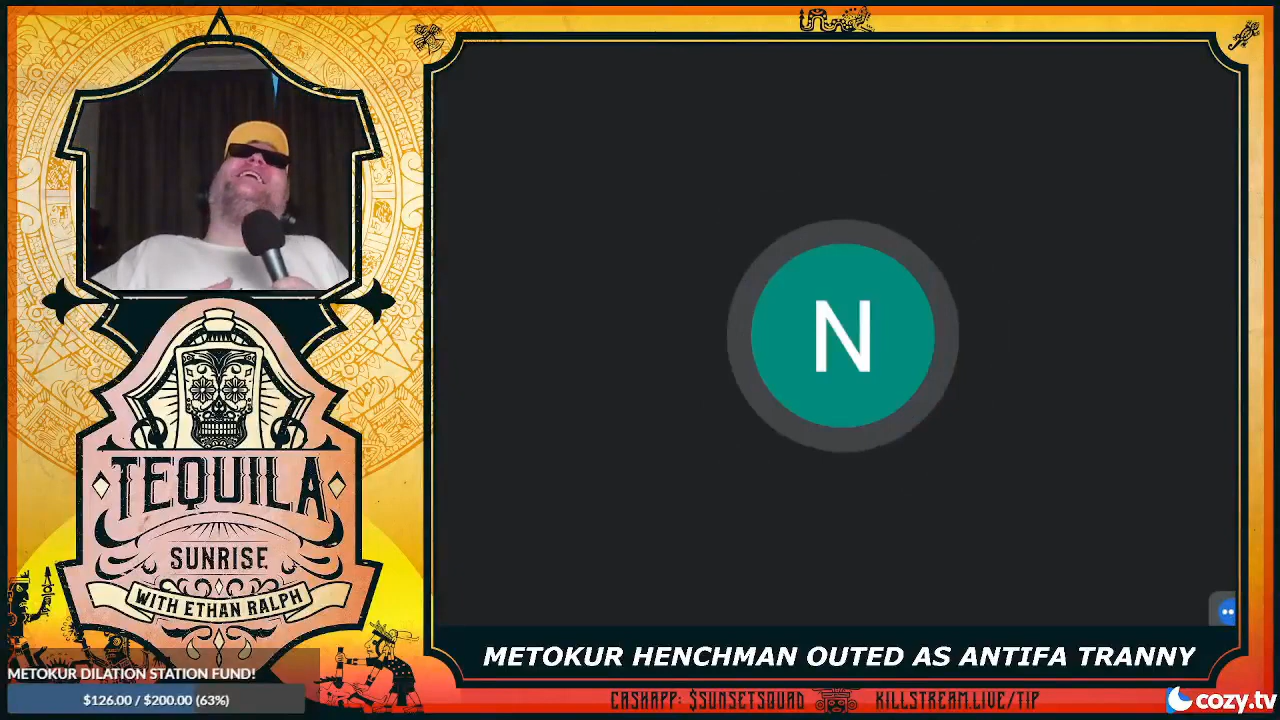 N
TEQUILA
SUNRISE
WITH ETHAN RALPH
METOKUR DILATION STATION FUND!
$126.00 / $200.00 (63%)
METOKUR HENCHMAN OUTED AS ANTIFA TRANNY
CASHAPP: $SUNSETSQUAD KILLSTREAM.LIVE/TIP
cozy.tv